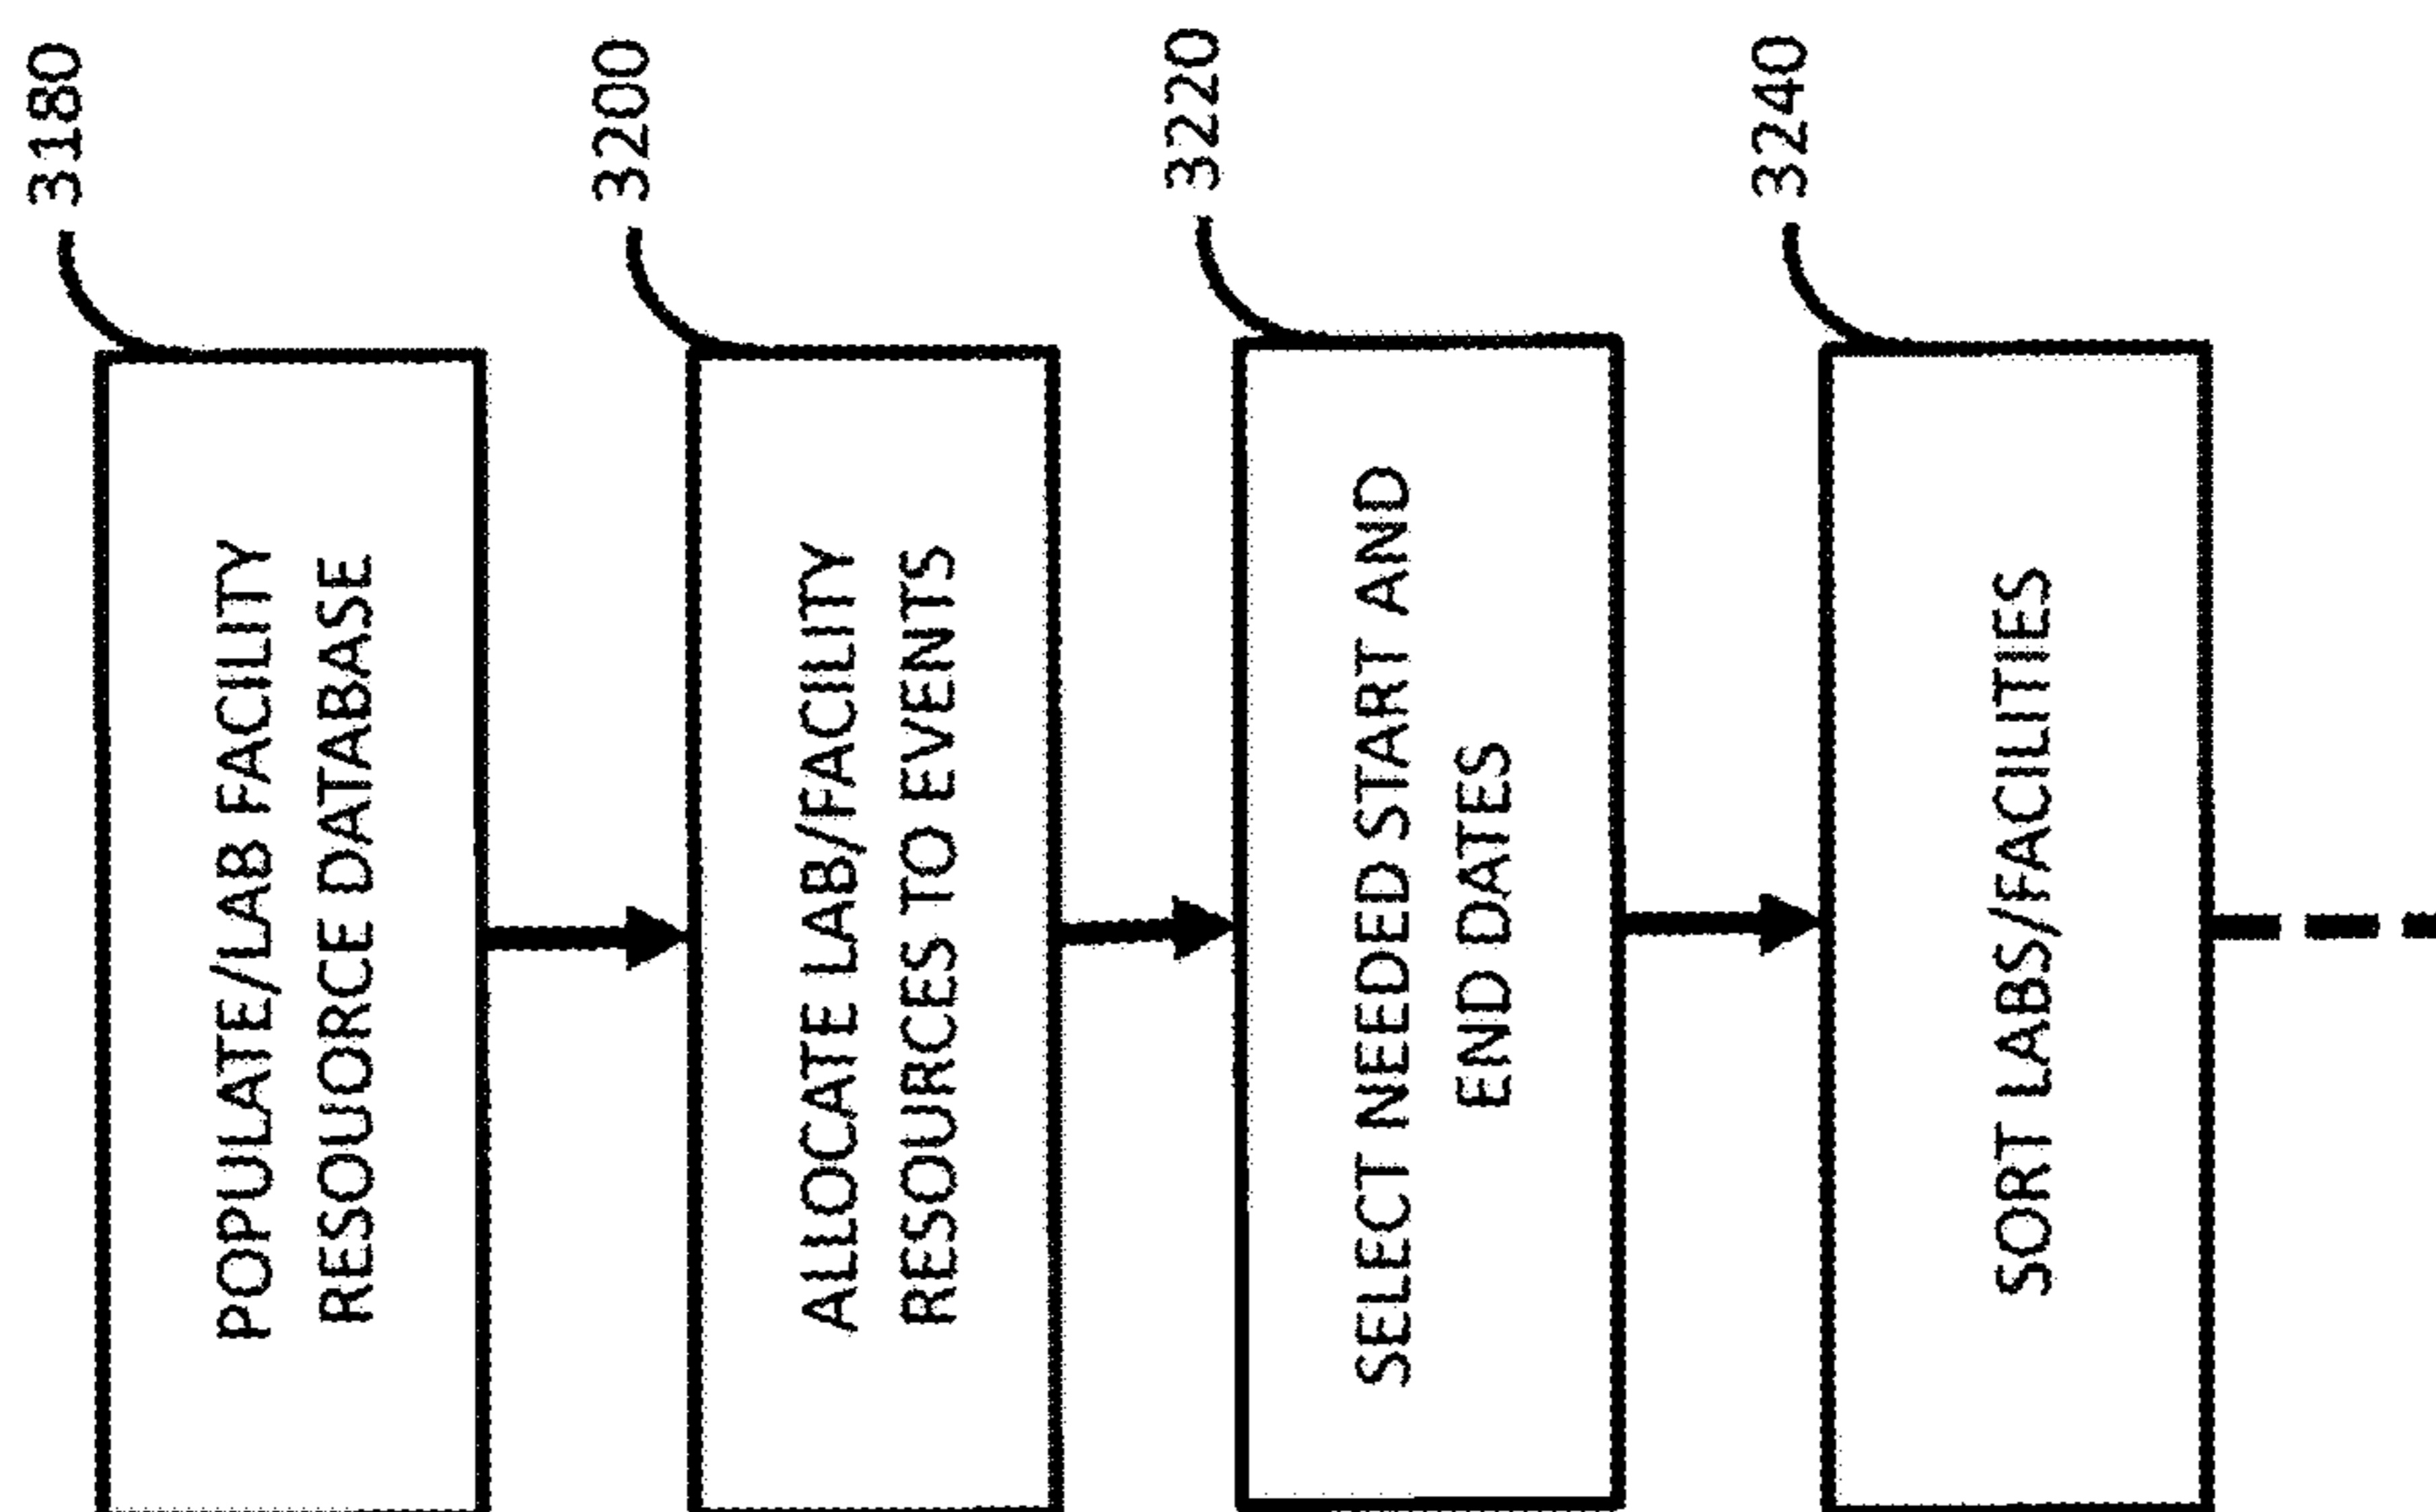 3180
POPULATE/LAB FACILITY
RESOUORCE DATABASE
3200
ALLOCATE LAB/FACILITY
RESOURCES TO EVENTS
3220
SELECT NEEDED START AND
END DATES
3240
SORT LABS/FACILITIES